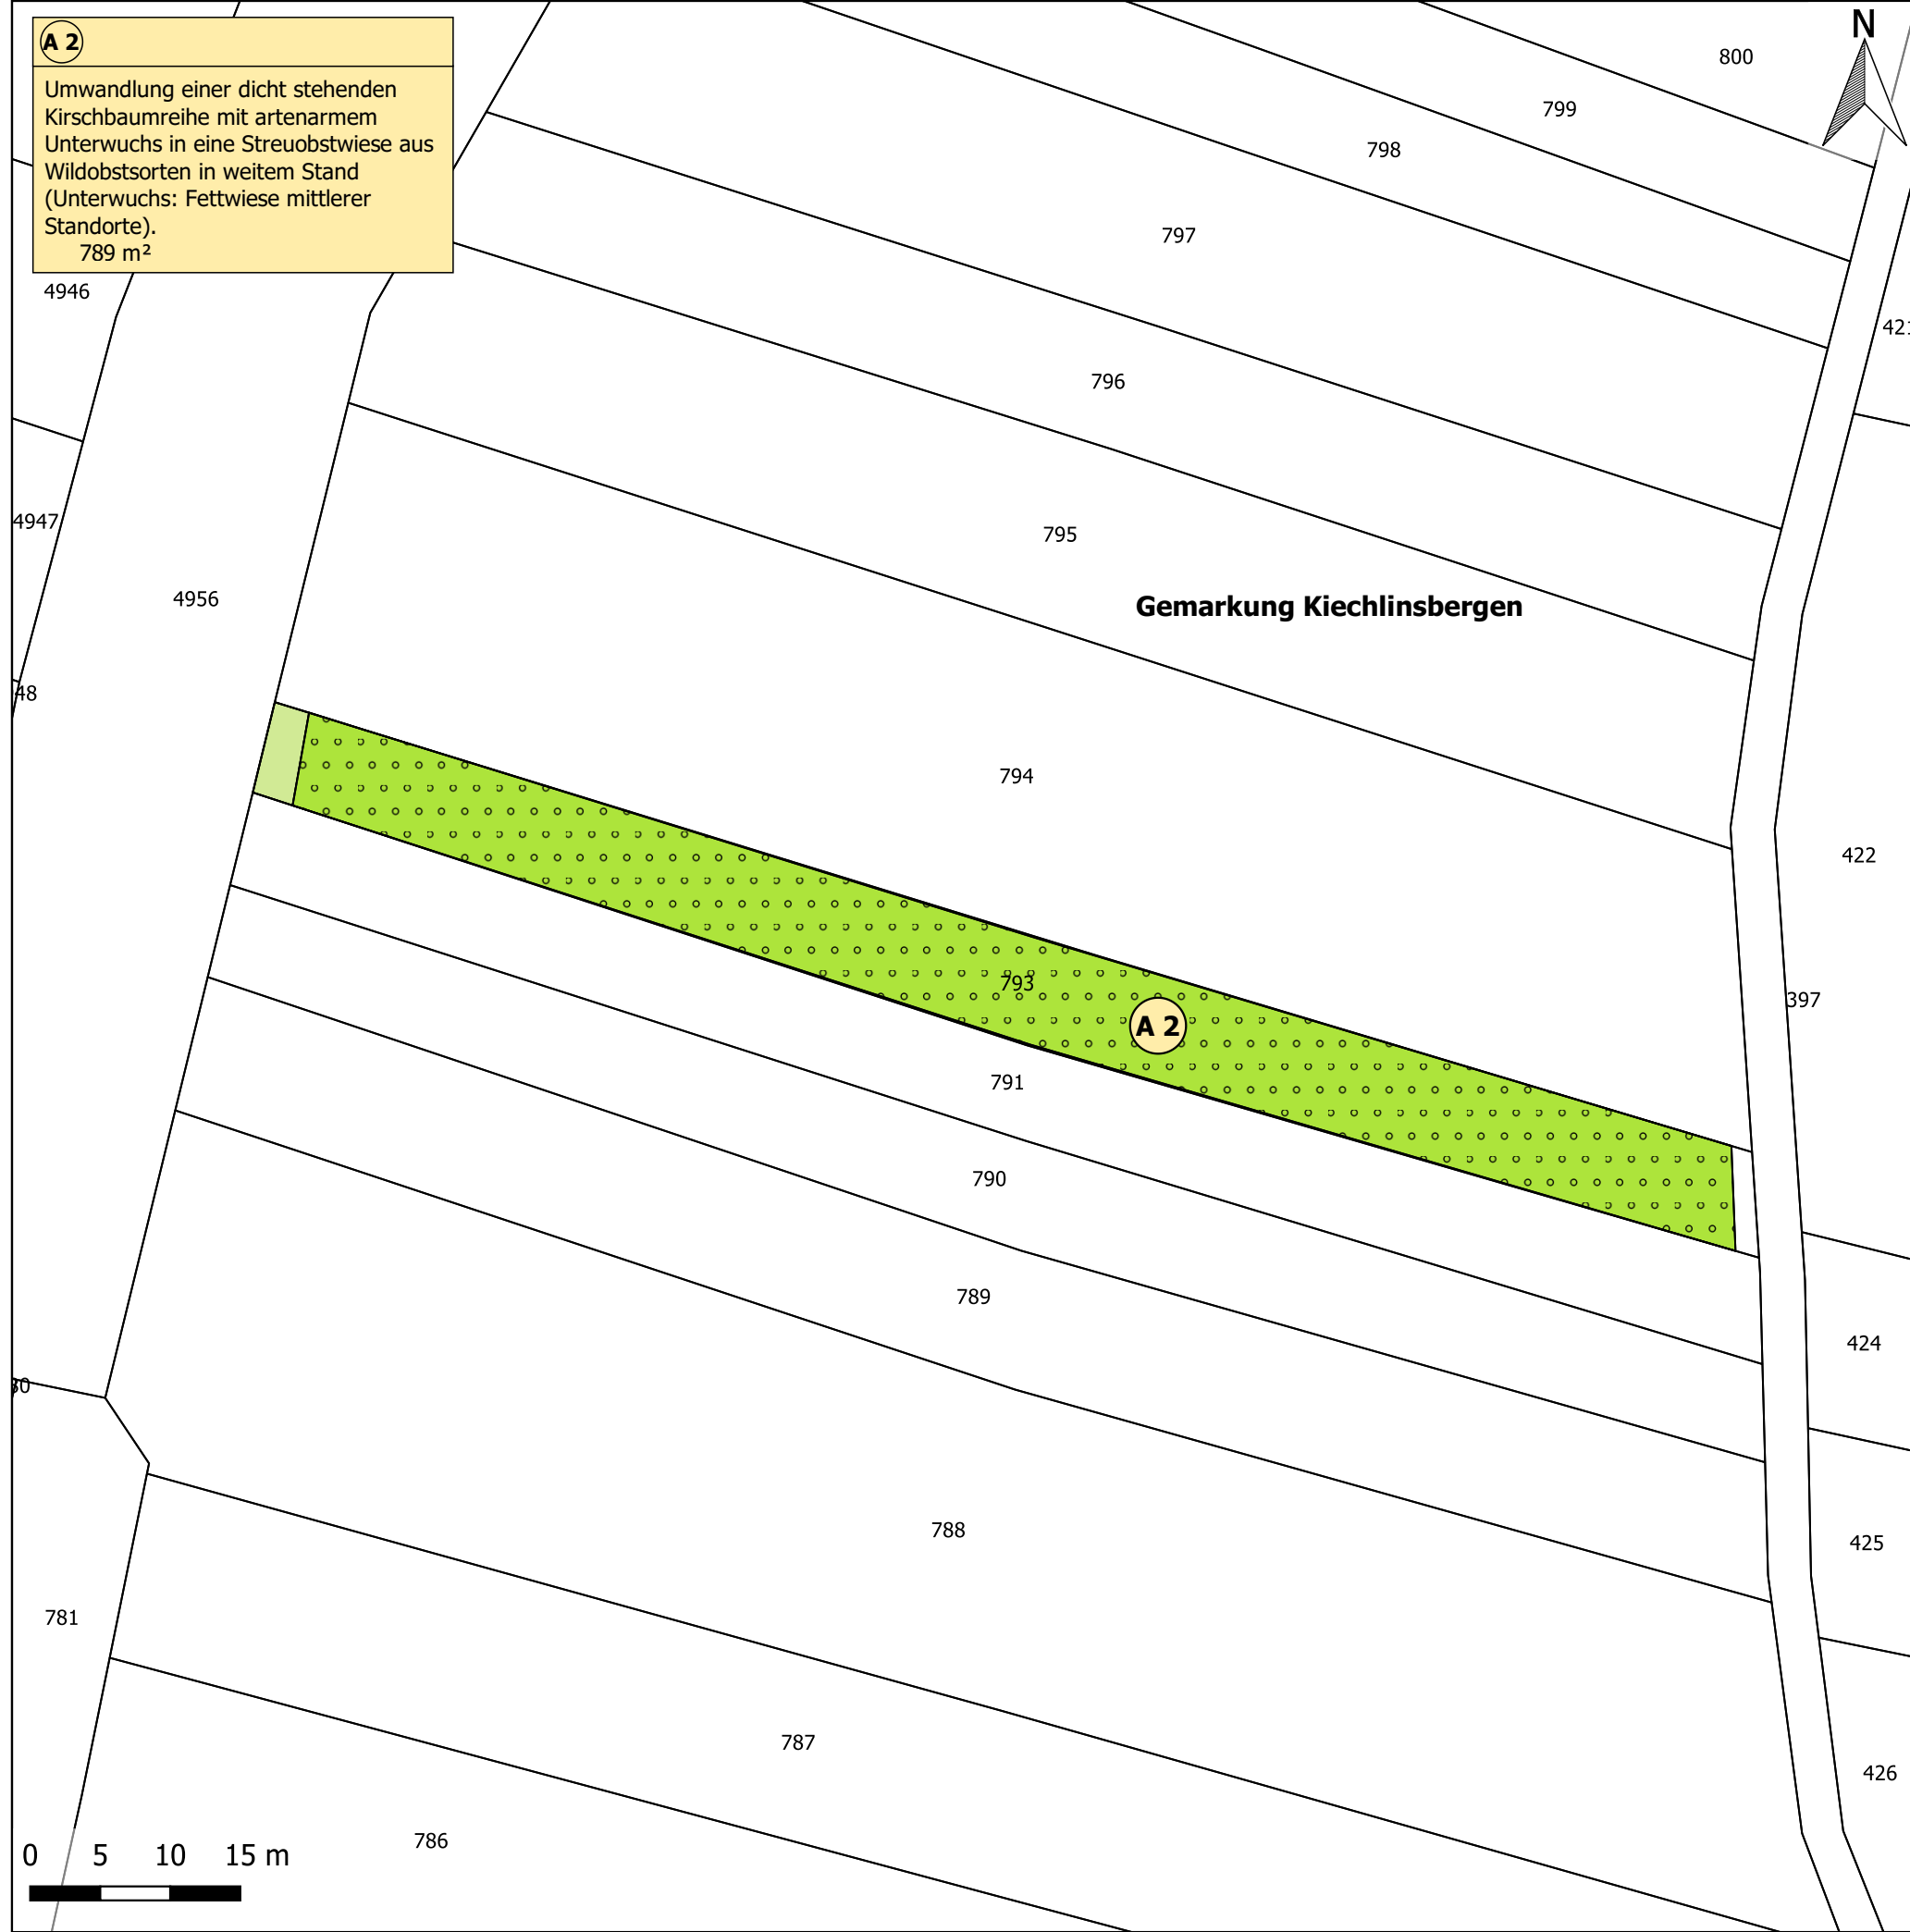 A 2
Umwandlung einer dicht stehenden
Kirschbaumreihe mit artenarmem
Unterwuchs in eine Streuobstwiese aus
Wildobstsorten in weitem Stand
(Unterwuchs: Fettwiese mittlerer
Standorte).
789 m²
N
800
799
798
797
796
795
794
793
791
790
789
788
787
786
781
4946
4947
48
4956
Gemarkung Kiechlinsbergen
A 2
422
397
424
425
426
0 5 10 15 m